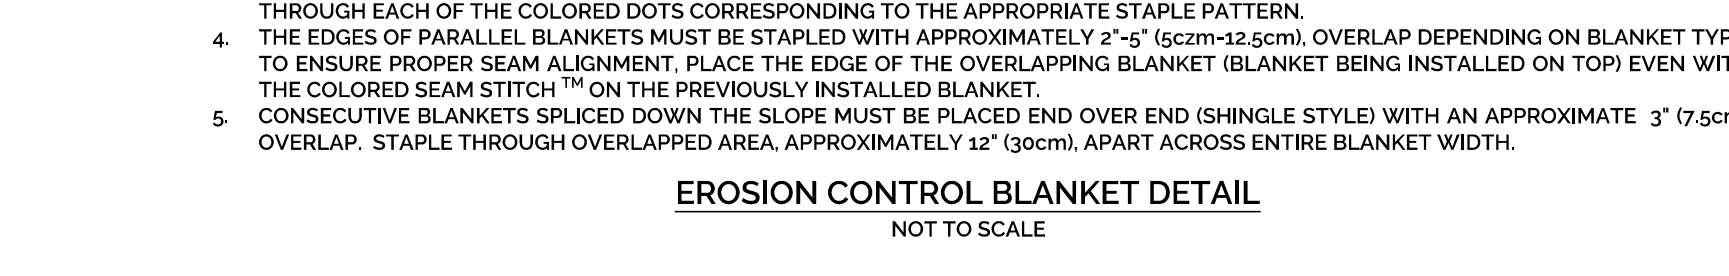 THROUGH EACH OF THE COLORED DOTS CORRESPONDING TO THE APPROPRIATE STAPLE PATTERN.
4. THE EDGES OF PARALLEL BLANKETS MUST BE STAPLED WITH APPROXIMATELY 2"-5" (5czm-12.5cm), OVERLAP DEPENDING ON BLANKET TYP
TO ENSURE PROPER SEAM ALIGNMENT, PLACE THE EDGE OF THE OVERLAPPING BLANKET (BLANKET BEING INSTALLED ON TOP) EVEN WIT
THE COLORED SEAM STITCH ™ ON THE PREVIOUSLY INSTALLED BLANKET.
5. CONSECUTIVE BLANKETS SPLICED DOWN THE SLOPE MUST BE PLACED END OVER END (SHINGLE STYLE) WITH AN APPROXIMATE 3" (7.5cm
OVERLAP. STAPLE THROUGH OVERLAPPED AREA, APPROXIMATELY 12" (30cm), APART ACROSS ENTIRE BLANKET WIDTH.
EROSION CONTROL BLANKET DETAIL
NOT TO SCALE